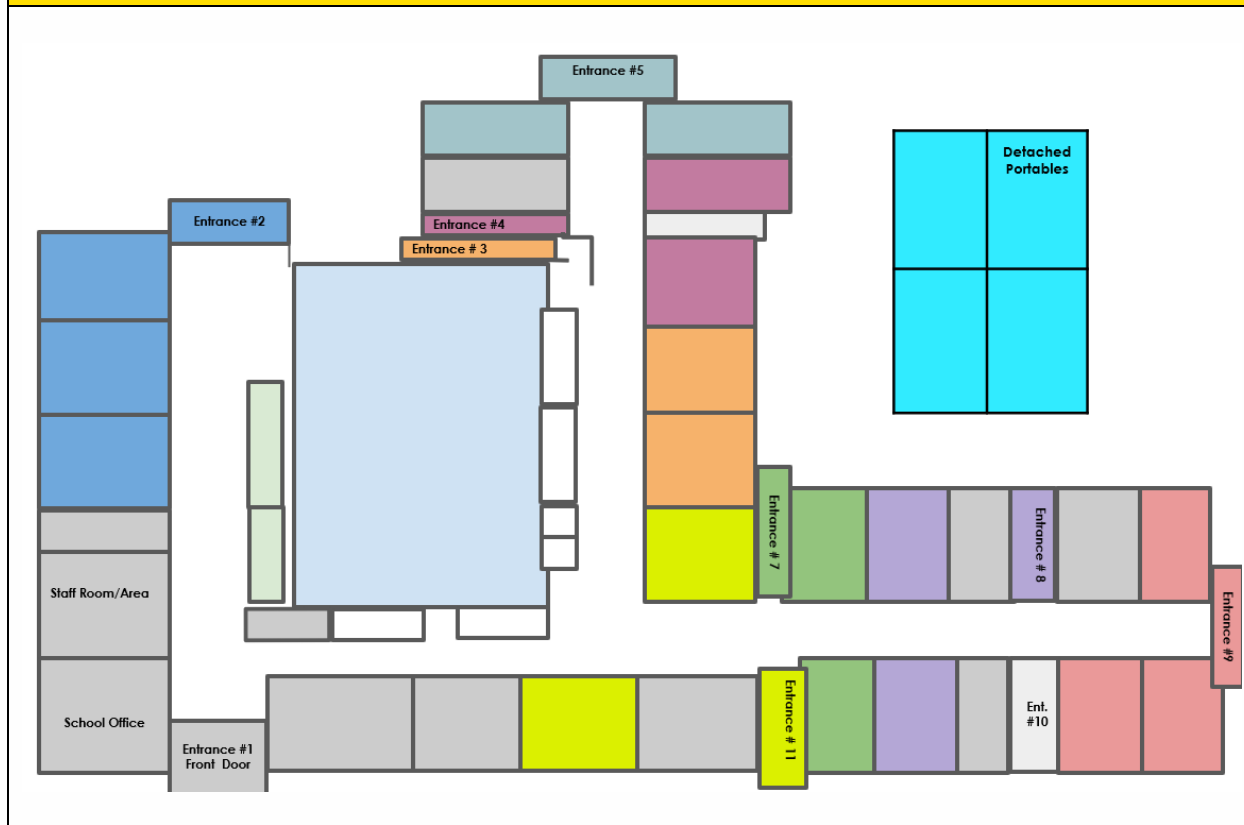 Entrance #5
Detached
Portables
Entrance #2
Entrance #4
Entrance # 3
Entrance # 7
Entrance # 8
Staff Room/Area
Entrance #9
School Office
Entrance # 11
Ent.
#10
Entrance #1
Front Door